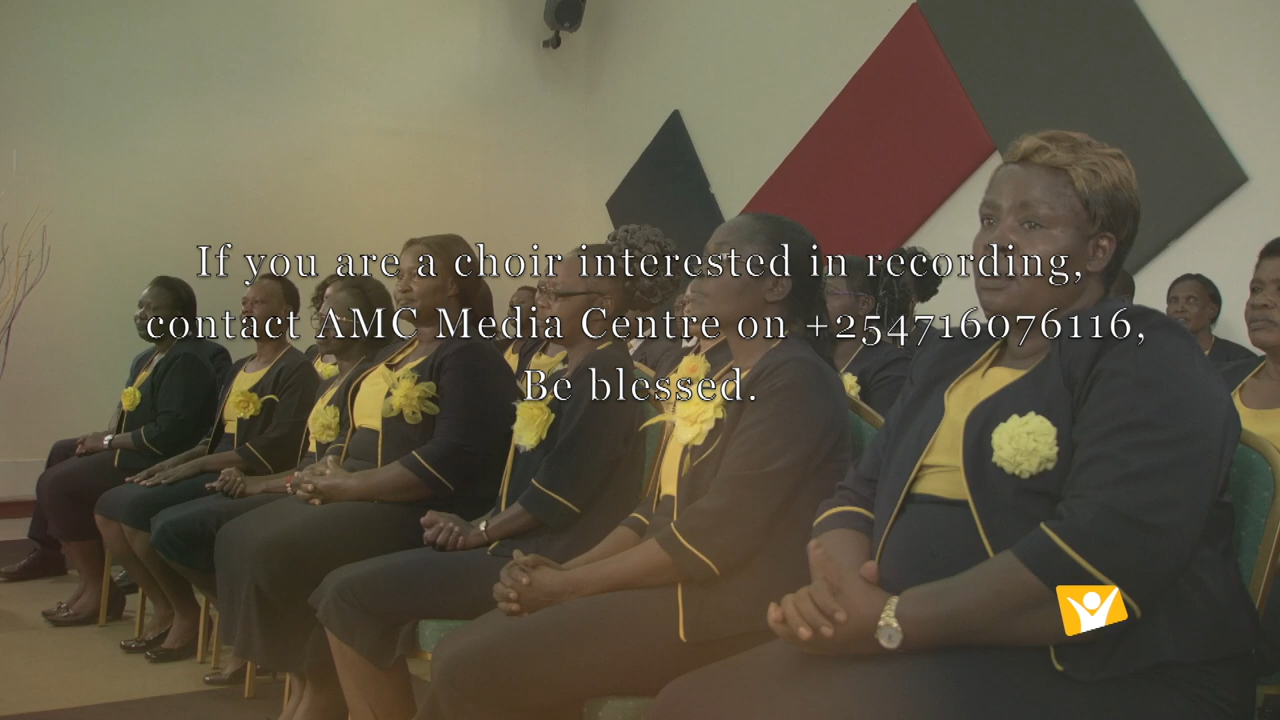 If you are a choir interested in recording,
contact AMC Media Centre on +254716076116,
Be blessed.